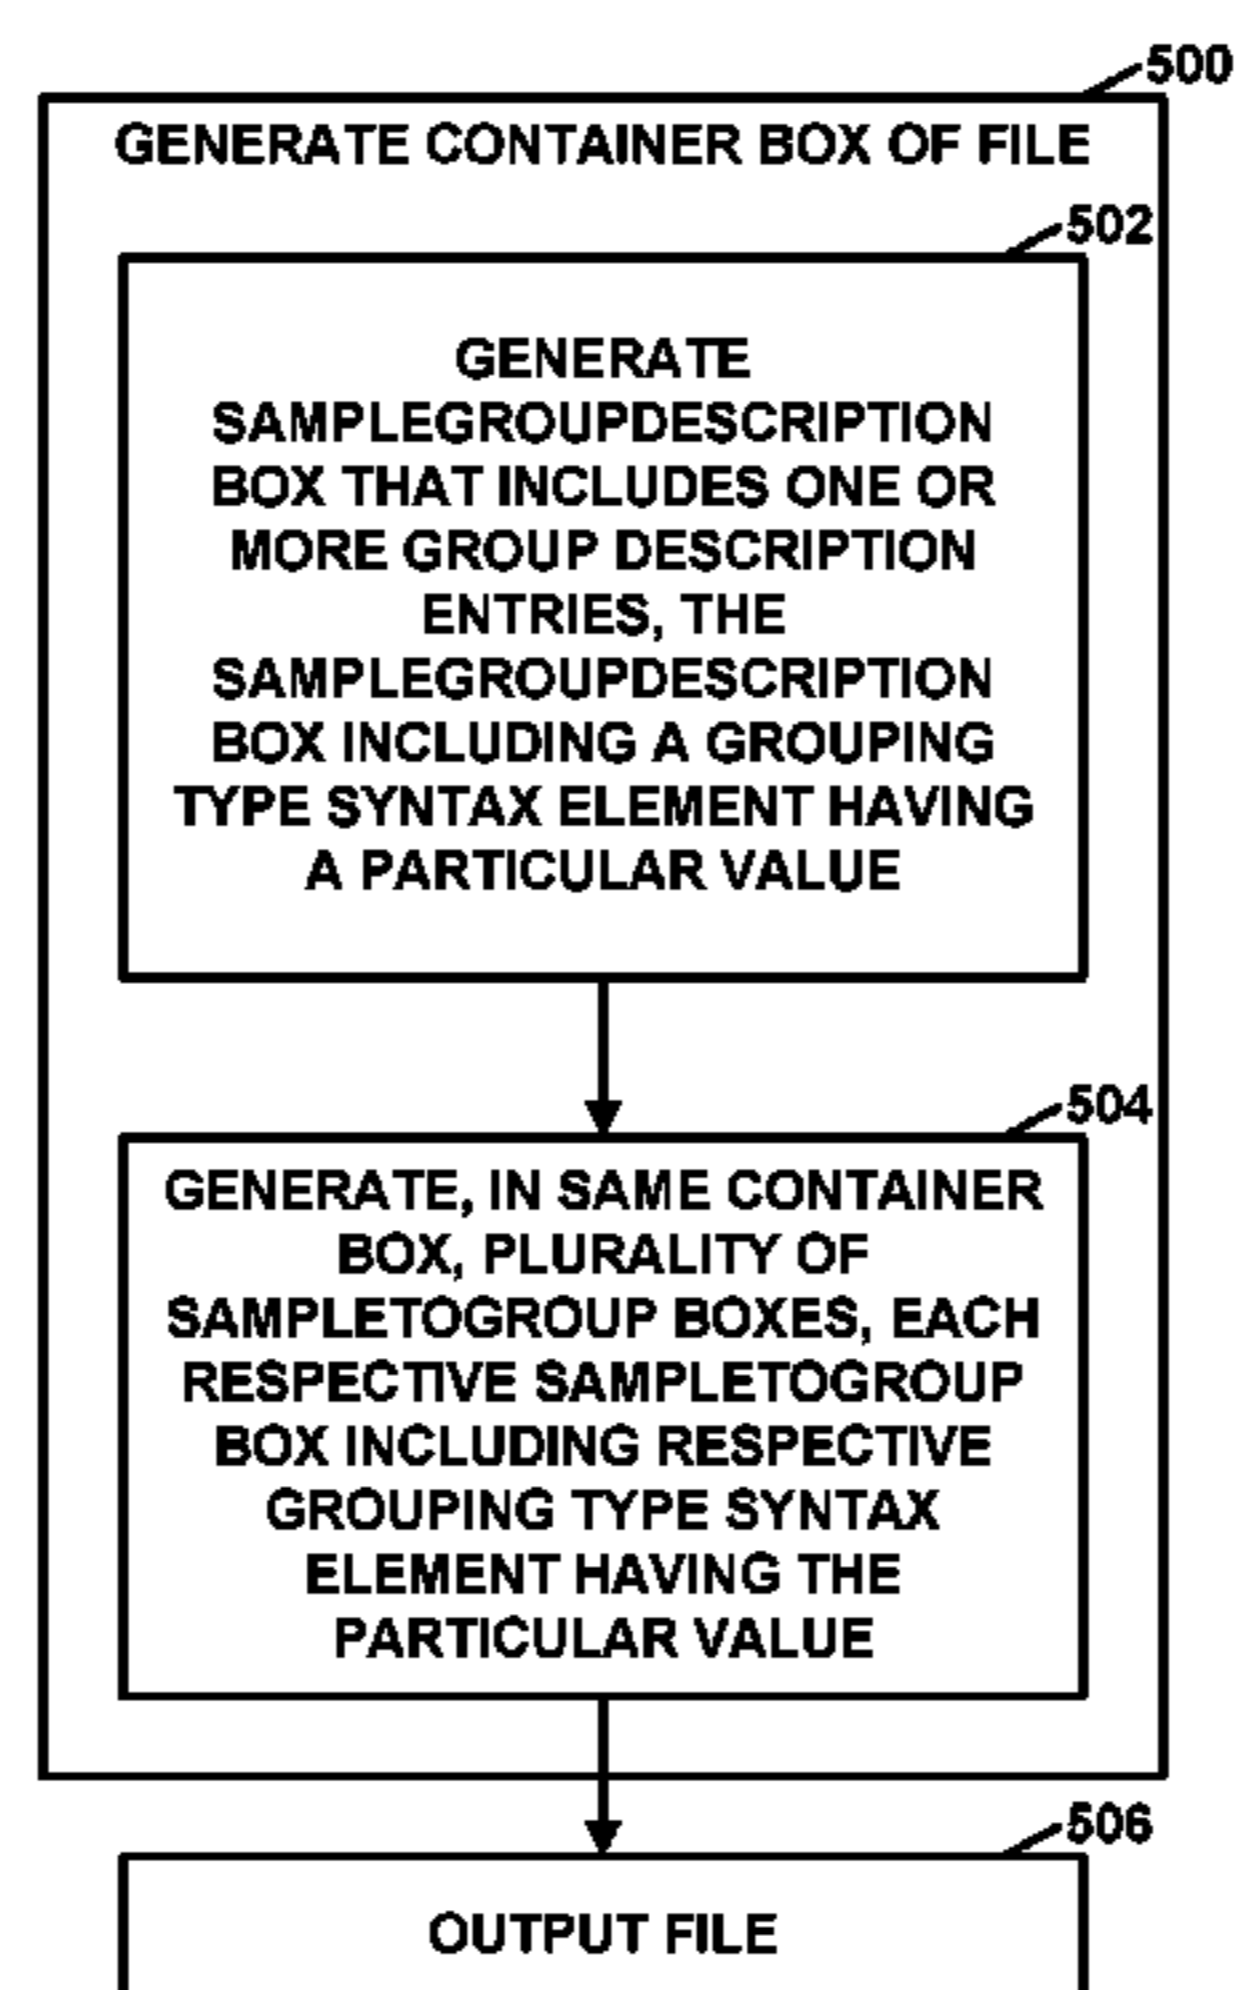 500
GENERATE CONTAINER BOX OF FILE
502
GENERATE
SAMPLEGROUPDESCRIPTION
BOX THAT INCLUDES ONE OR
MORE GROUP DESCRIPTION
ENTRIES, THE
SAMPLEGROUPDESCRIPTION
BOX INCLUDING A GROUPING
TYPE SYNTAX ELEMENT HAVING
A PARTICULAR VALUE
504
GENERATE, IN SAME CONTAINER
BOX, PLURALITY OF
SAMPLETOGROUP BOXES, EACH
RESPECTIVE SAMPLETOGROUP
BOX INCLUDING RESPECTIVE
GROUPING TYPE SYNTAX
ELEMENT HAVING THE
PARTICULAR VALUE
506
OUTPUT FILE